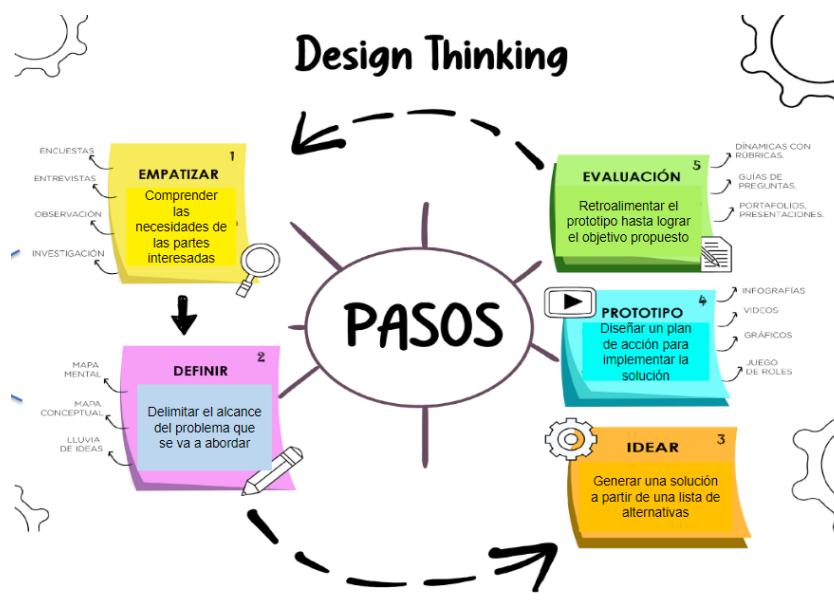 Design Thinking
1
EMPATIZAR
Comprender
las
necesidades de
las partes
interesadas
ENCUESTAS
ENTREVISTAS
OBSERVACIÓN
INVESTIGACIÓN
2
DEFINIR
Delimitar el alcance
del problema que
se va a abordar
MAPA
MENTAL
MAPA
CONCEPTUAL
LLUVIA
DE IDEAS
PASOS
3
IDEAR
Generar una solución
a partir de una lista de
alternativas
4
PROTOTIPO
Diseñar un plan
de acción para
implementar la
solución
INFOGRAFÍAS
VIDEOS
GRÁFICOS
JUEGO
DE ROLES
5
EVALUACIÓN
Retroalimentar el
prototipo hasta lograr
el objetivo propuesto
DÍNAMICAS CON
RÚBRICAS.
GUÍAS DE
PREGUNTAS.
PORTAFOLIOS,
PRESENTACIONES.